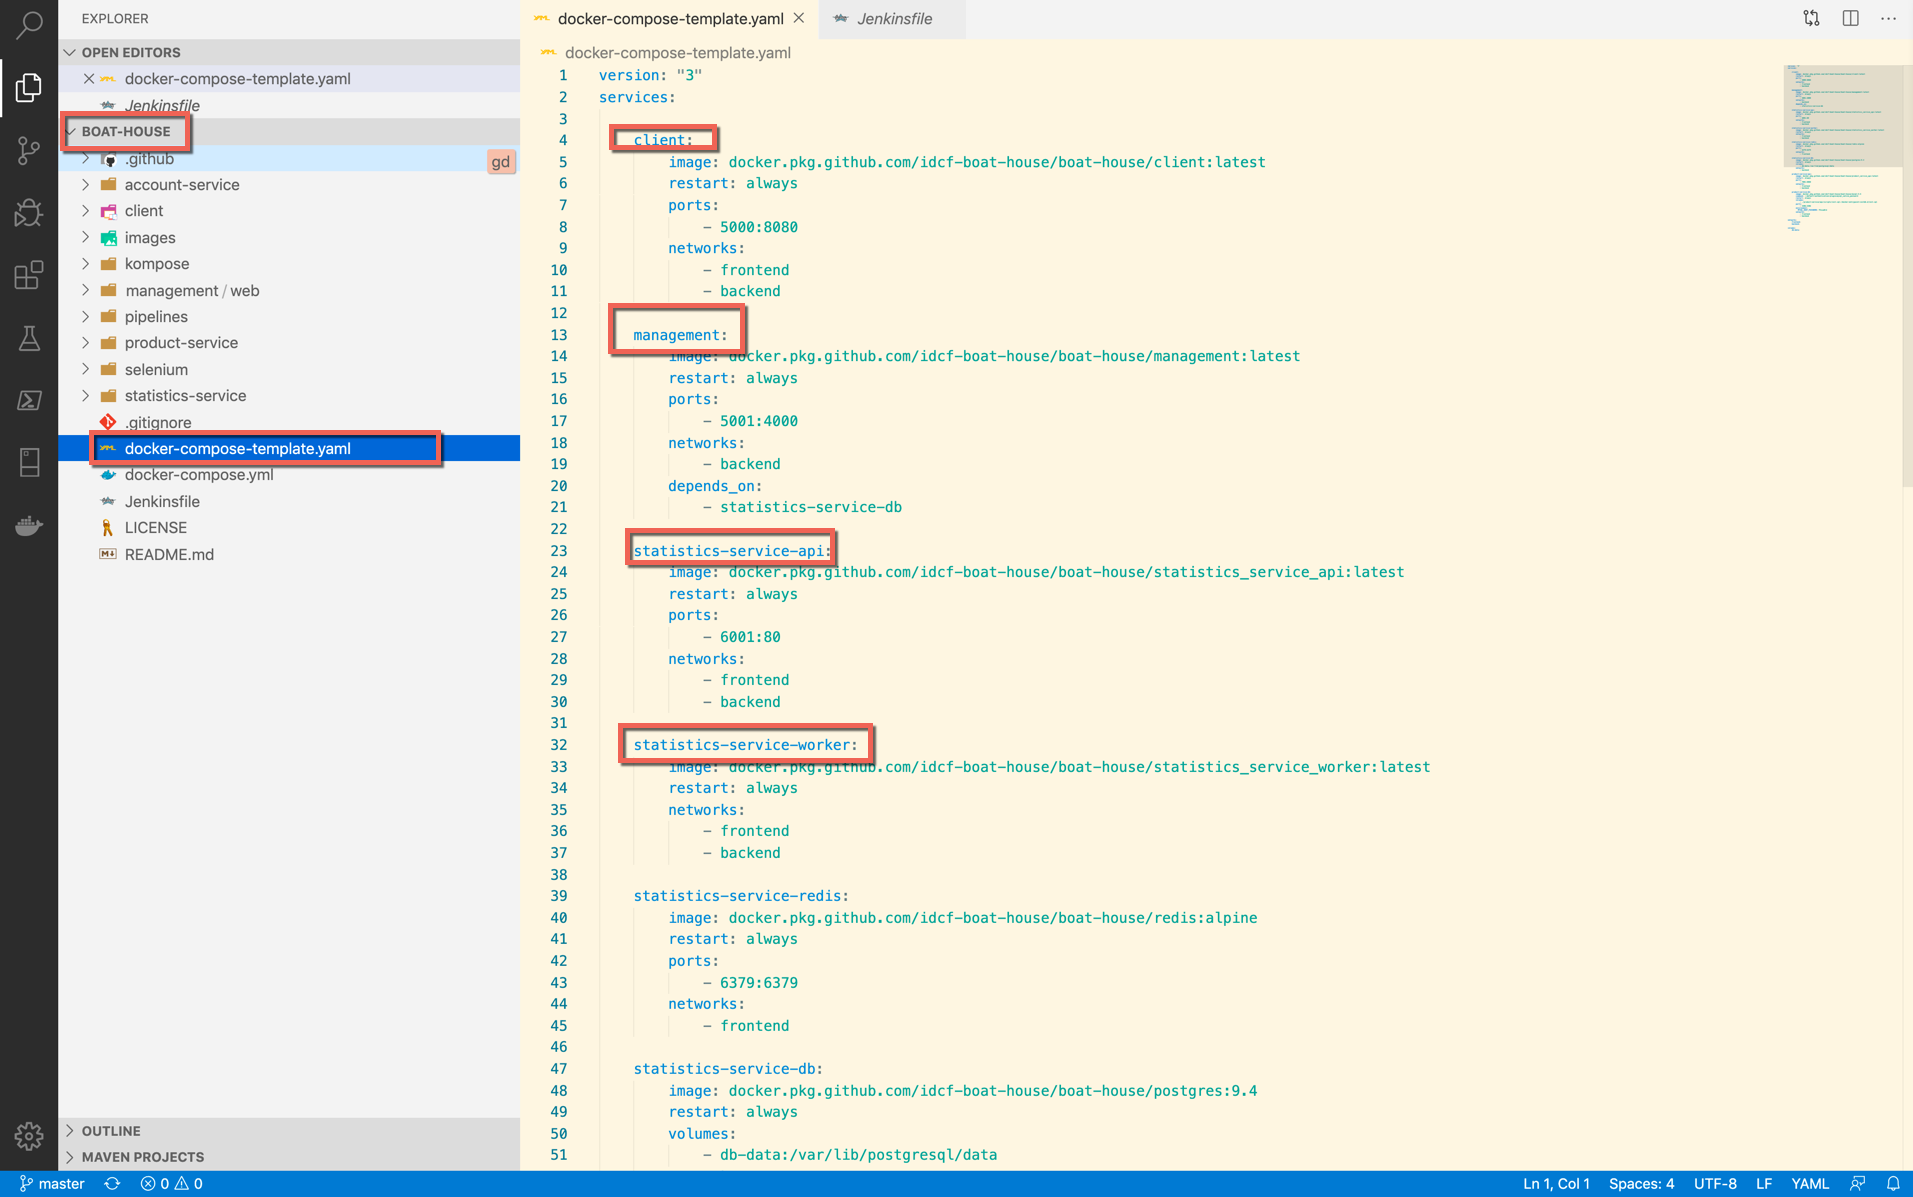 EXPLORER
OPEN EDITORS
docker-compose-template.yaml
Jenkinsfile
BOAT-HOUSE
.github
gd
account-service
client
images
kompose
management / web
pipelines
product-service
selenium
statistics-service
.gitignore
docker-compose-template.yaml
docker-compose.yml
Jenkinsfile
LICENSE
README.md
OUTLINE
MAVEN PROJECTS
docker-compose-template.yaml
Jenkinsfile
docker-compose-template.yaml
1 version: "3"
2 services:
3
4 client:
5 image: docker.pkg.github.com/idcf-boat-house/boat-house/client:latest
6 restart: always
7 ports:
8 - 5000:8080
9 networks:
10 - frontend
11 - backend
12
13 management:
14 image: docker.pkg.github.com/idcf-boat-house/boat-house/management:latest
15 restart: always
16 ports:
17 - 5001:4000
18 networks:
19 - backend
20 depends_on:
21 - statistics-service-db
22
23 statistics-service-api:
24 image: docker.pkg.github.com/idcf-boat-house/boat-house/statistics_service_api:latest
25 restart: always
26 ports:
27 - 6001:80
28 networks:
29 - frontend
30 - backend
31
32 statistics-service-worker:
33 image: docker.pkg.github.com/idcf-boat-house/boat-house/statistics_service_worker:latest
34 restart: always
35 networks:
36 - frontend
37 - backend
38
39 statistics-service-redis:
40 image: docker.pkg.github.com/idcf-boat-house/boat-house/redis:alpine
41 restart: always
42 ports:
43 - 6379:6379
44 networks:
45 - frontend
46
47 statistics-service-db:
48 image: docker.pkg.github.com/idcf-boat-house/boat-house/postgres:9.4
49 restart: always
50 volumes:
51 - db-data:/var/lib/postgresql/data
master 0 0 Ln 1, Col 1 Spaces: 4 UTF-8 LF YAML